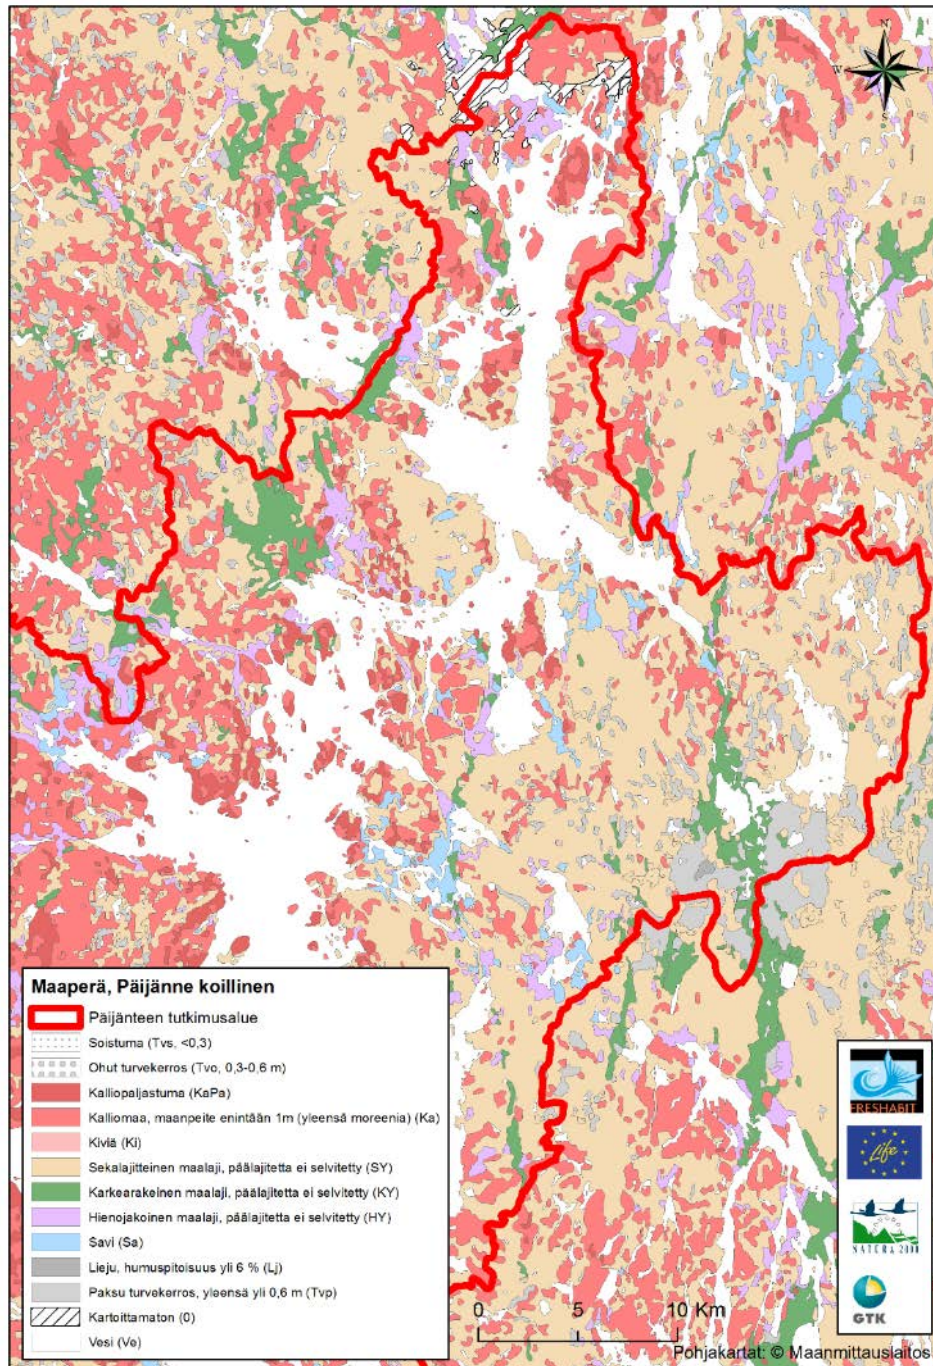 N
W
E
S
Maaperä, Päijänne koillinen
Päijänteen tutkimusalue
Soistuma (Tvs, <0,3)
Ohut turvekerros (Tvo, 0,3-0,6 m)
Kalliopaljastuma (KaPa)
Kalliomaa, maanpeite enintään 1m (yleensä moreenia) (Ka)
Kiviä (Ki)
Sekalajitteinen maalaji, päälajitetta ei selvitetty (SY)
Karkearakeinen maalaji, päälajitetta ei selvitetty (KY)
Hienojakoinen maalaji, päälajitetta ei selvitetty (HY)
Savi (Sa)
Lieju, humuspitoisuus yli 6 % (Lj)
Paksu turvekerros, yleensä yli 0,6 m (Tvp)
Kartoittamaton (0)
Vesi (Ve)
FRESHABIT
Life
NATURA 2000
GTK
0 5 10 Km
Pohjakartat: © Maanmittauslaitos